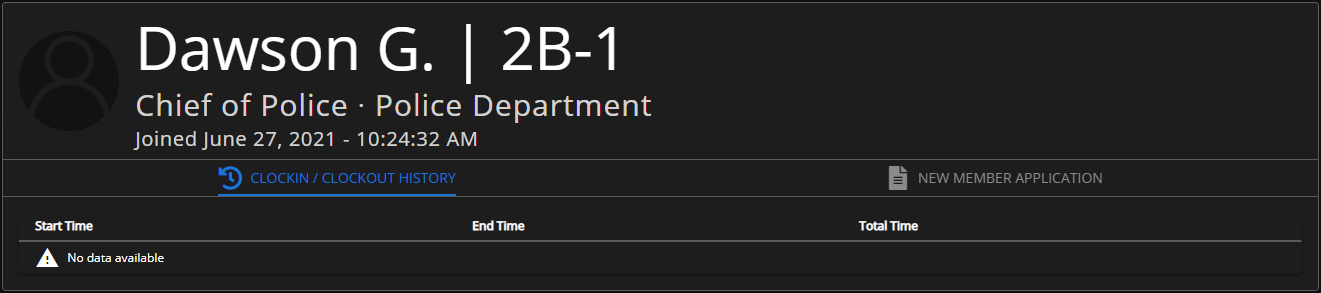 Dawson G. | 2B-1
Chief of Police · Police Department
Joined June 27, 2021 - 10:24:32 AM
CLOCKIN / CLOCKOUT HISTORY
NEW MEMBER APPLICATION
Start Time End Time Total Time
No data available